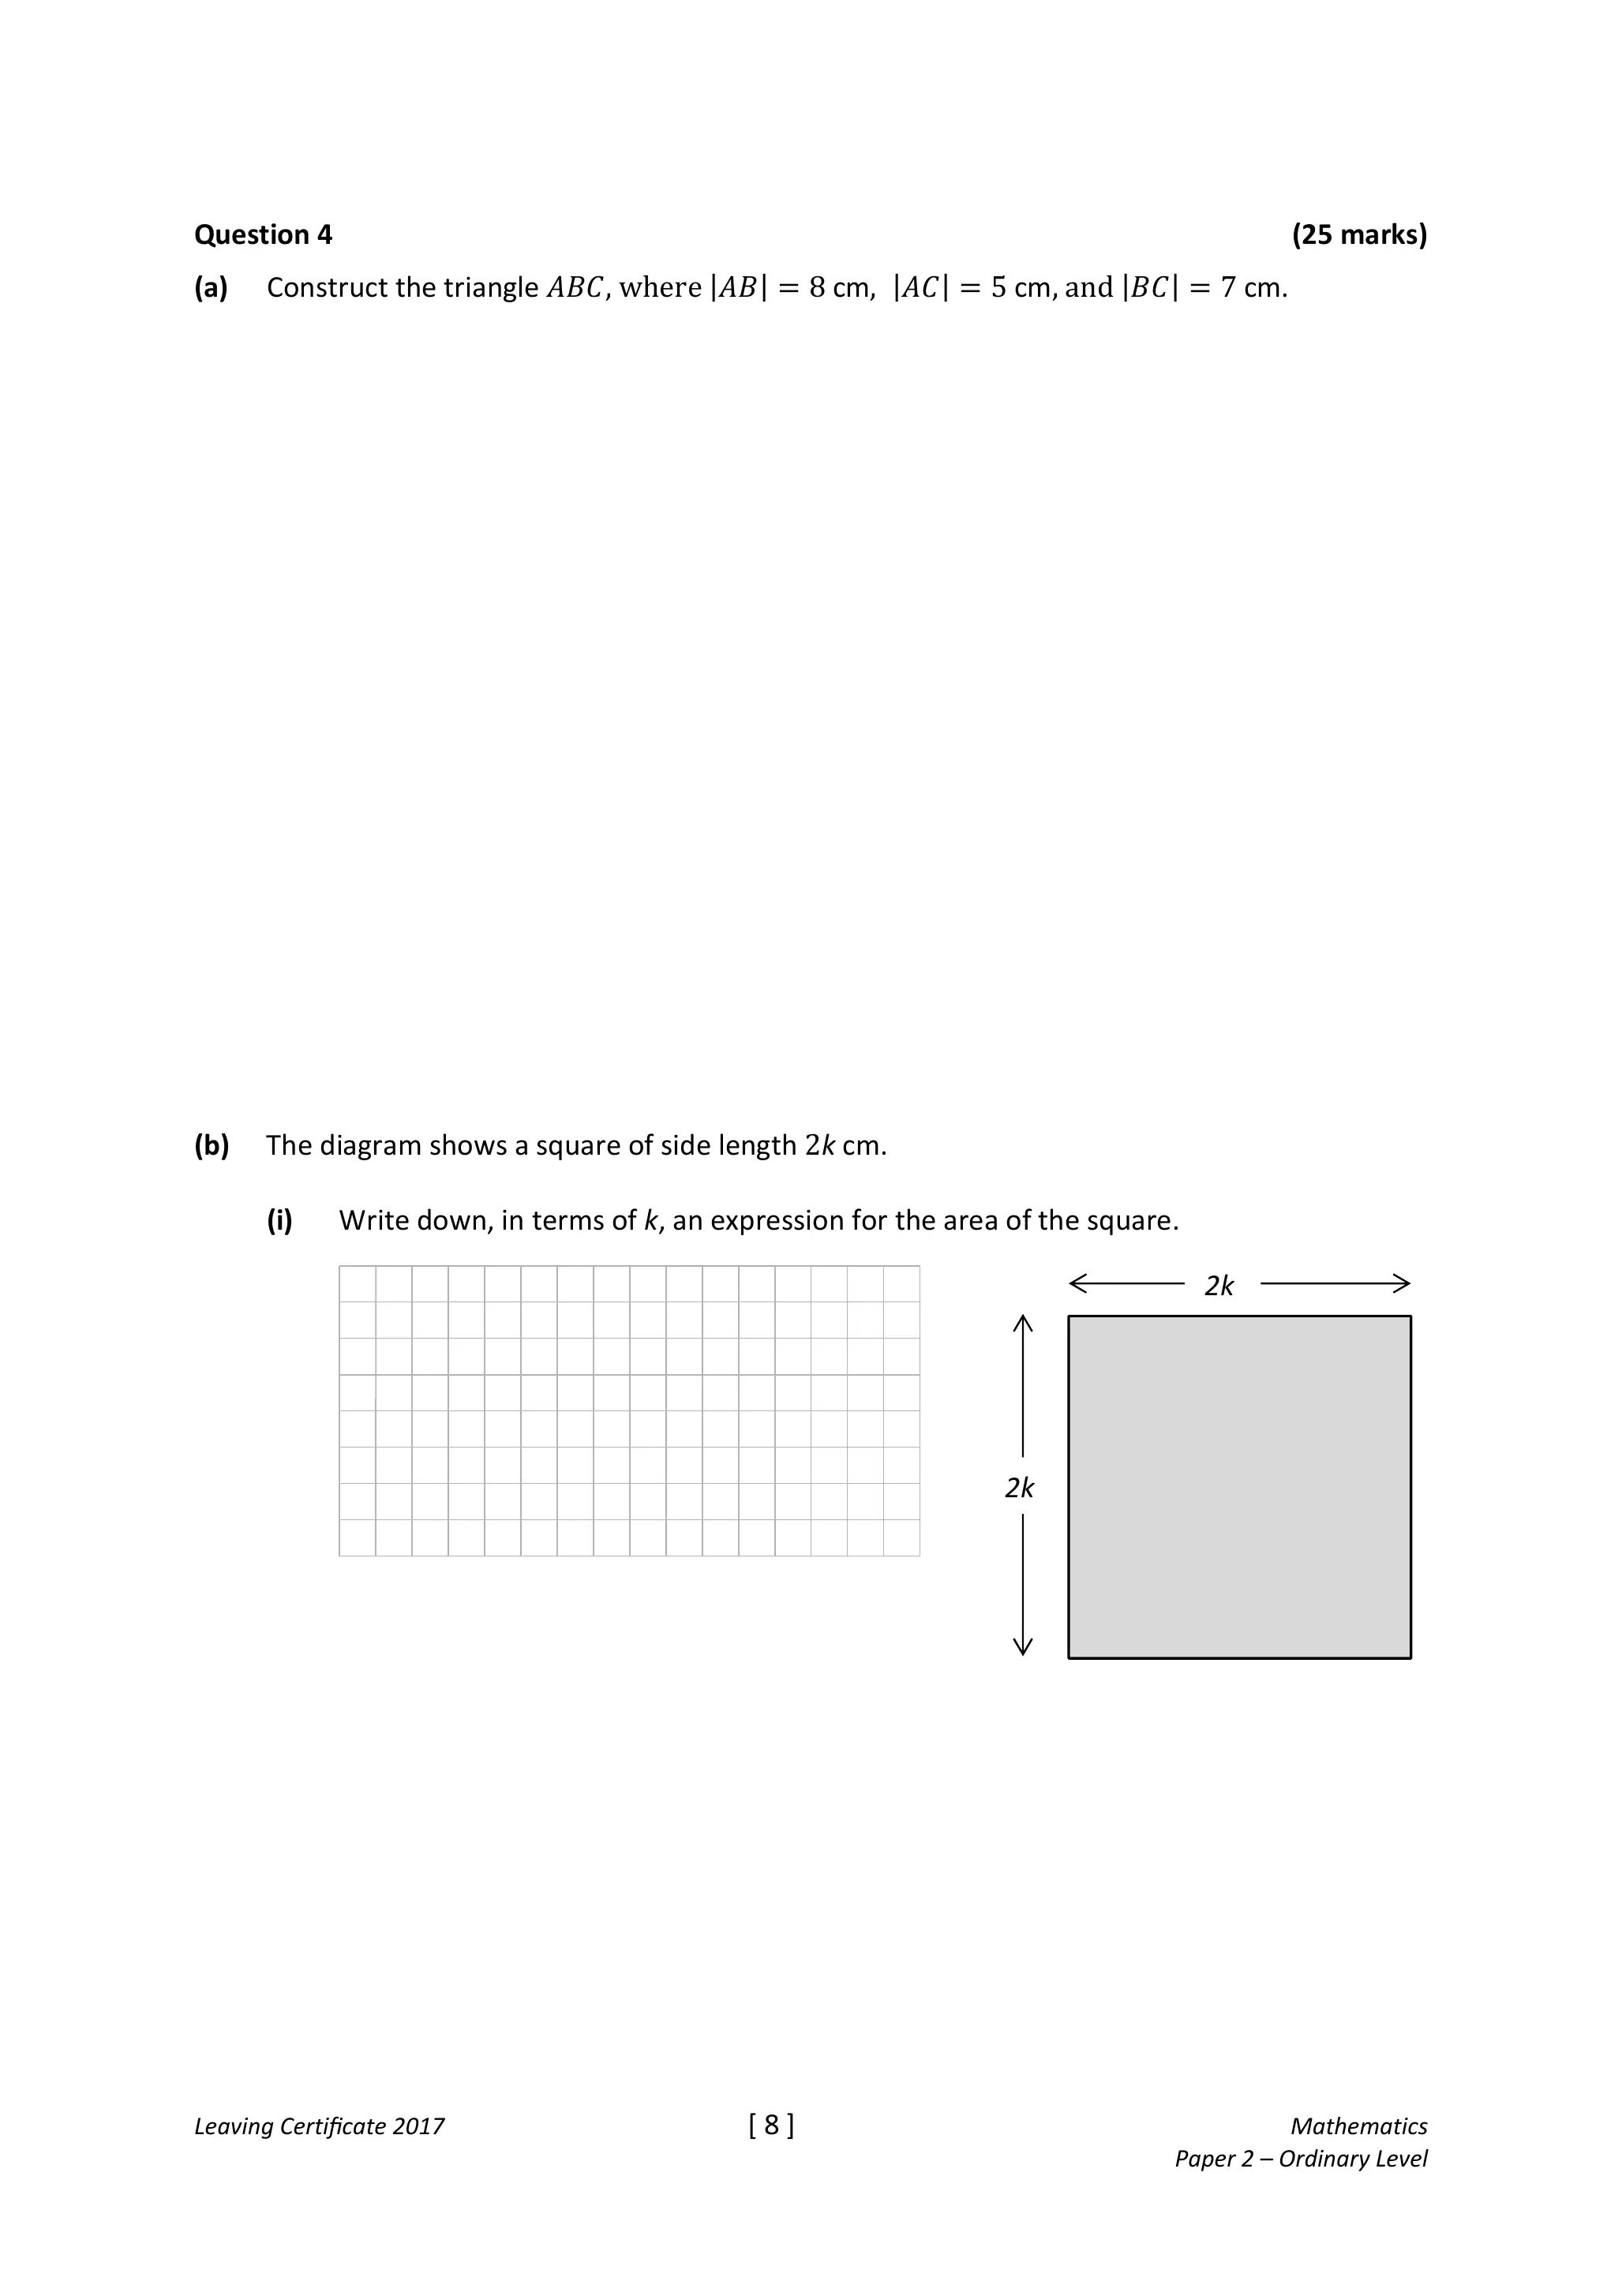 Question 4 (25 marks)
(a) Construct the triangle ABC, where |AB| = 8 cm, |AC| = 5 cm, and |BC| = 7 cm.
(b) The diagram shows a square of side length 2k cm.
(i) Write down, in terms of k, an expression for the area of the square.
2k
2k
Leaving Certificate 2017 [ 8 ] Mathematics
Paper 2 – Ordinary Level